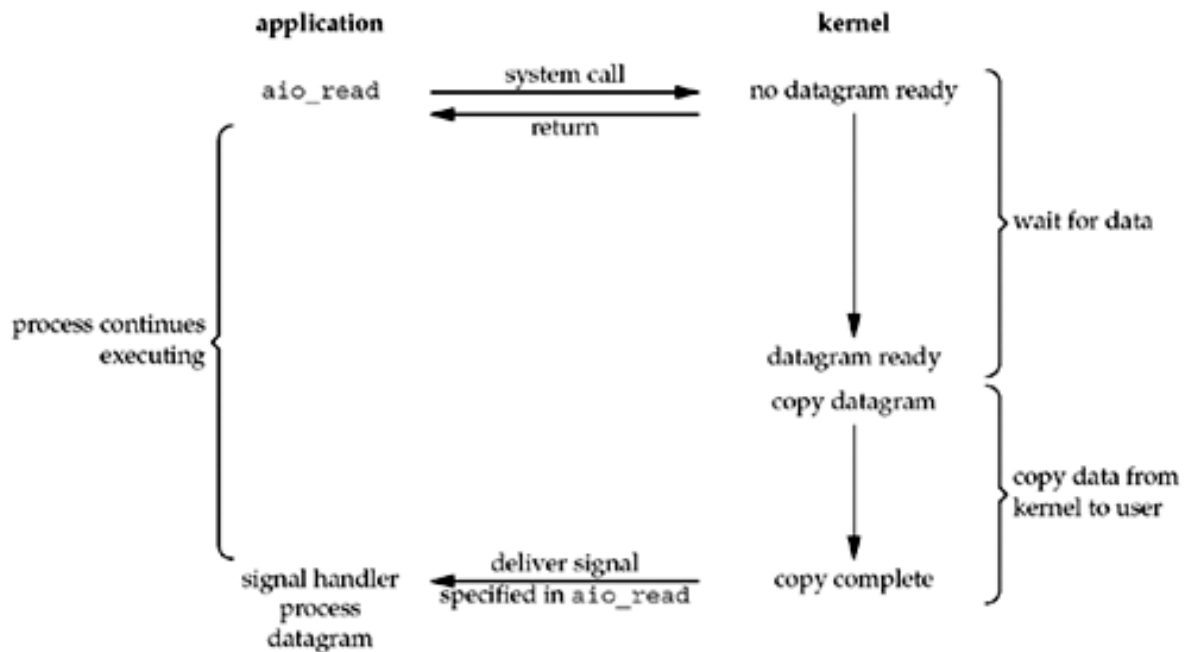 application
kernel
aio_read
system call
no datagram ready
return
wait for data
process continues
executing
datagram ready
copy datagram
copy data from
kernel to user
signal handler
process
datagram
deliver signal
specified in aio_read
copy complete